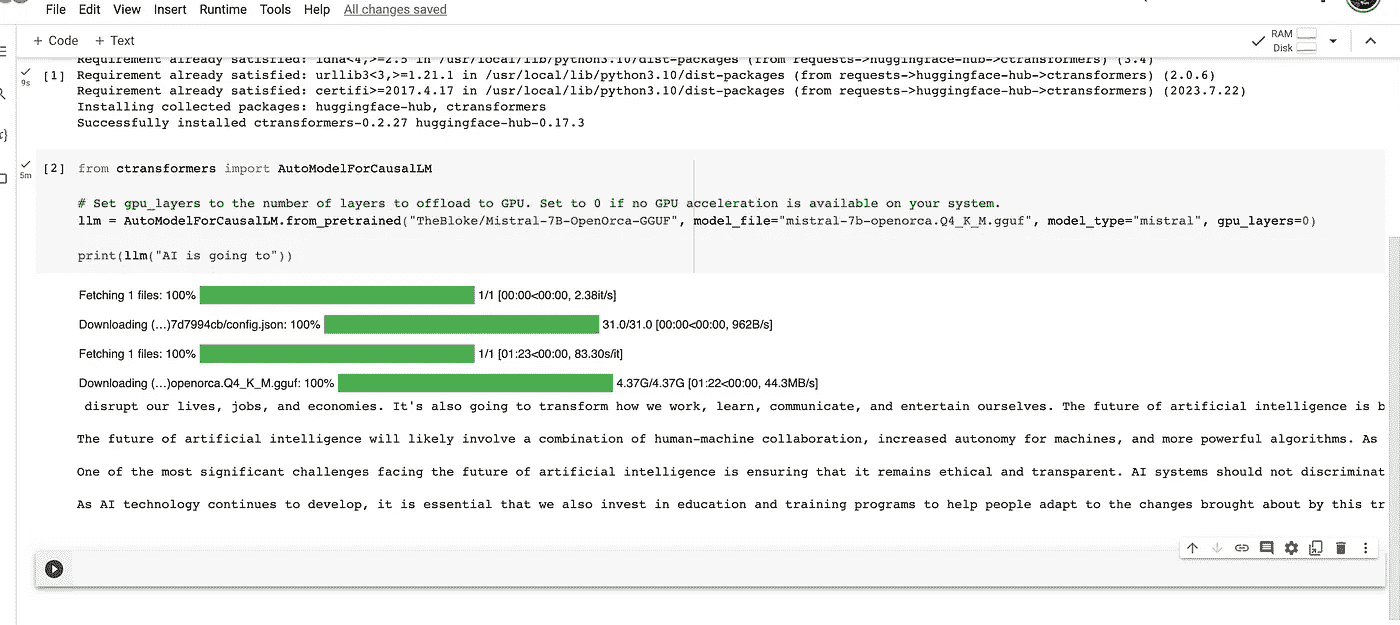 File Edit View Insert Runtime Tools Help All changes saved
+ Code + Text
RAM
Disk
Requirement already satisfied: idna<4,>=2.5 in /usr/local/lib/python3.10/dist-packages (from requests->huggingface-hub->ctransformers) (3.4)
9s [1] Requirement already satisfied: urllib3<3,>=1.21.1 in /usr/local/lib/python3.10/dist-packages (from requests->huggingface-hub->ctransformers) (2.0.6)
Requirement already satisfied: certifi>=2017.4.17 in /usr/local/lib/python3.10/dist-packages (from requests->huggingface-hub->ctransformers) (2023.7.22)
Installing collected packages: huggingface-hub, ctransformers
Successfully installed ctransformers-0.2.27 huggingface-hub-0.17.3
5m [2] from ctransformers import AutoModelForCausalLM
# Set gpu_layers to the number of layers to offload to GPU. Set to 0 if no GPU acceleration is available on your system.
llm = AutoModelForCausalLM.from_pretrained("TheBloke/Mistral-7B-OpenOrca-GGUF", model_file="mistral-7b-openorca.Q4_K_M.gguf", model_type="mistral", gpu_layers=0)
print(llm("AI is going to"))
Fetching 1 files: 100% 1/1 [00:00<00:00, 2.38it/s]
Downloading (…)7d7994cb/config.json: 100% 31.0/31.0 [00:00<00:00, 962B/s]
Fetching 1 files: 100% 1/1 [01:23<00:00, 83.30s/it]
Downloading (…)openorca.Q4_K_M.gguf: 100% 4.37G/4.37G [01:22<00:00, 44.3MB/s]
disrupt our lives, jobs, and economies. It's also going to transform how we work, learn, communicate, and entertain ourselves. The future of artificial intelligence is b
The future of artificial intelligence will likely involve a combination of human-machine collaboration, increased autonomy for machines, and more powerful algorithms. As
One of the most significant challenges facing the future of artificial intelligence is ensuring that it remains ethical and transparent. AI systems should not discriminat
As AI technology continues to develop, it is essential that we also invest in education and training programs to help people adapt to the changes brought about by this tr